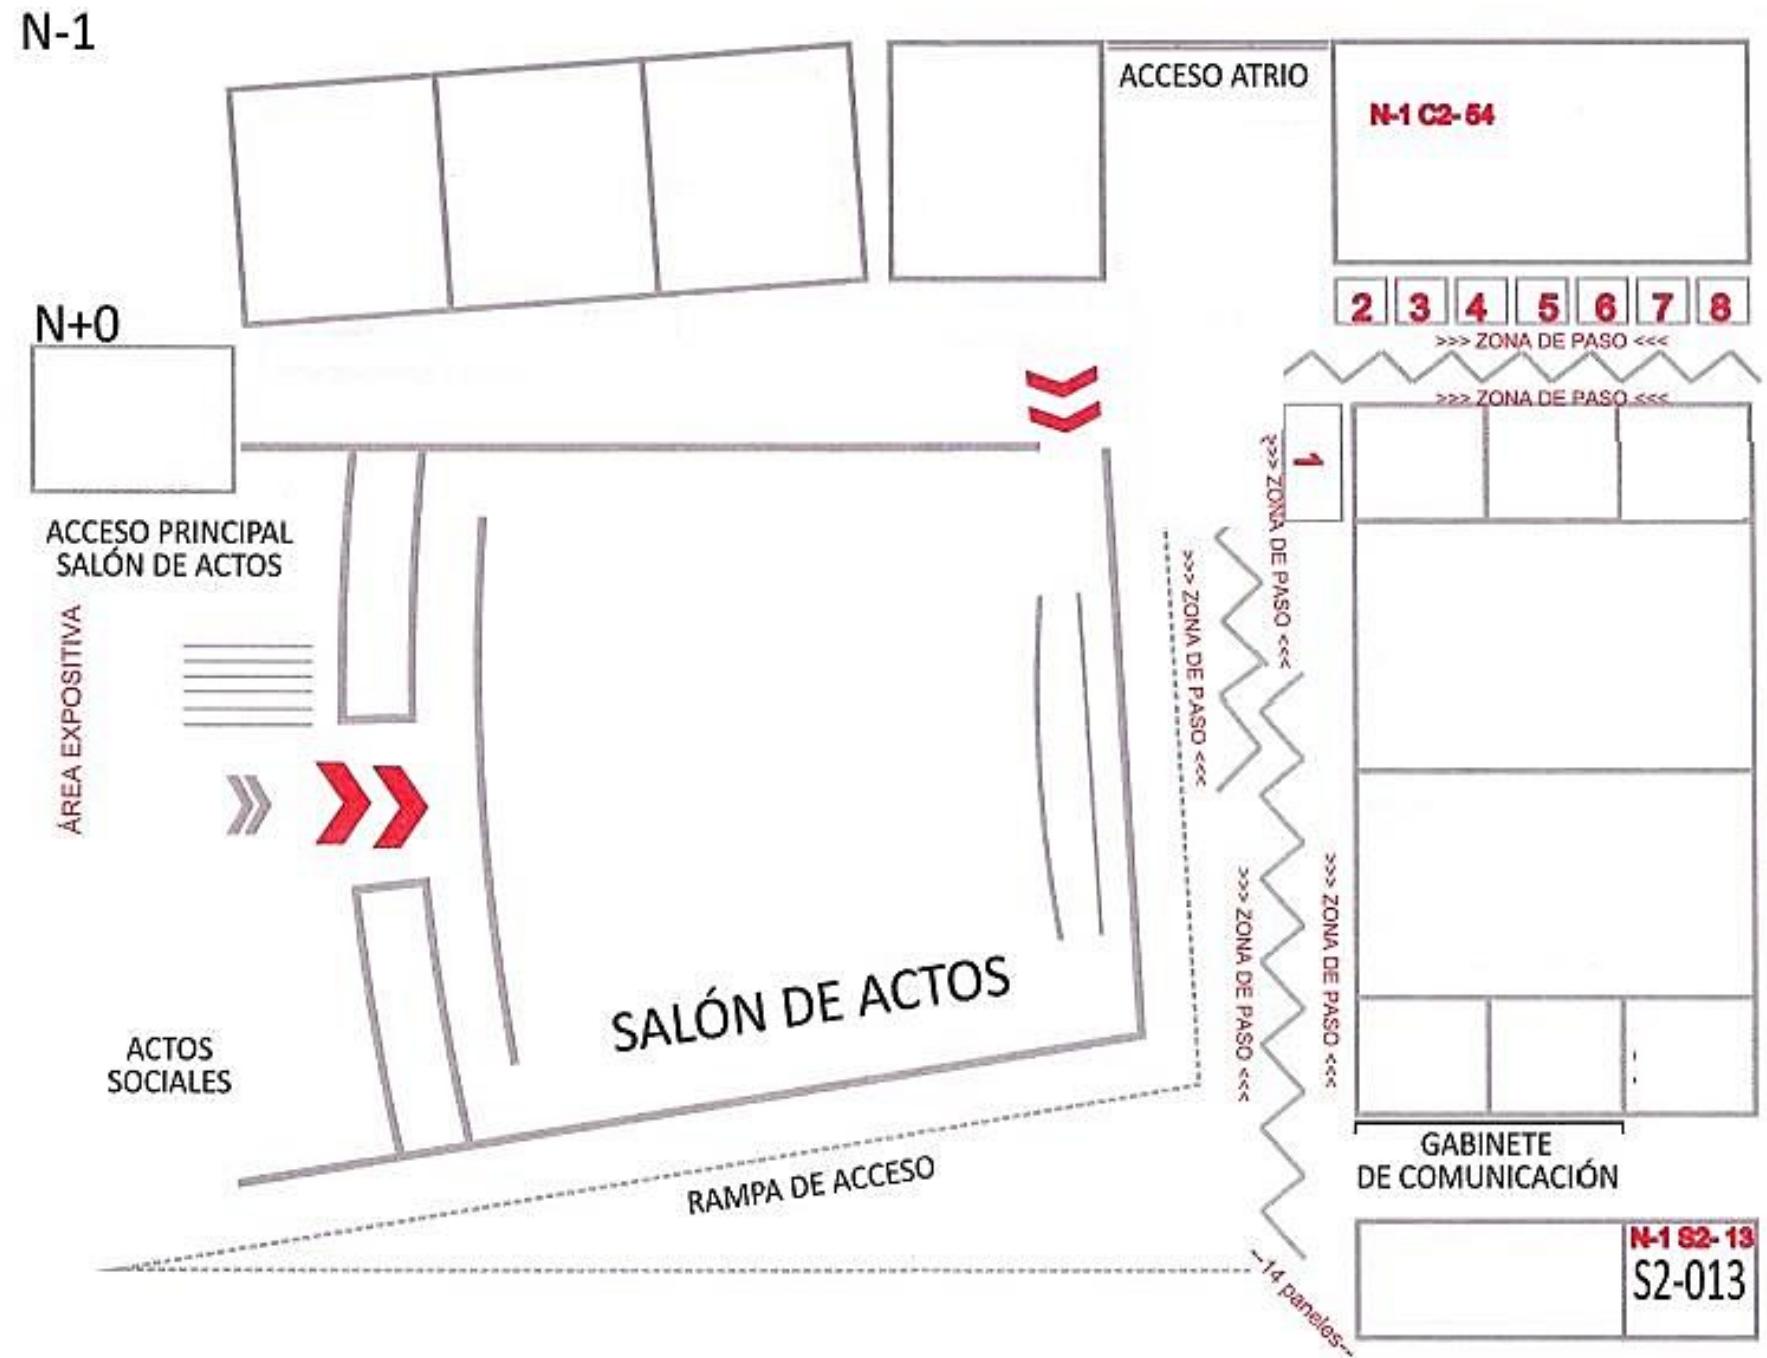 N-1
ACCESO ATRIO
N-1 C2- 54
2 3 4 5 6 7 8
>>> ZONA DE PASO <<<
>>> ZONA DE PASO <<<
N+0
1
>>> ZONA DE PASO <<<
>>> ZONA DE PASO <<<
ACCESO PRINCIPAL
SALÓN DE ACTOS
ÁREA EXPOSITIVA
>>> ZONA DE PASO <<<
>>> ZONA DE PASO <<<
SALÓN DE ACTOS
ACTOS
SOCIALES
RAMPA DE ACCESO
GABINETE
DE COMUNICACIÓN
N-1 S2- 13
S2-013
--14 paneles--